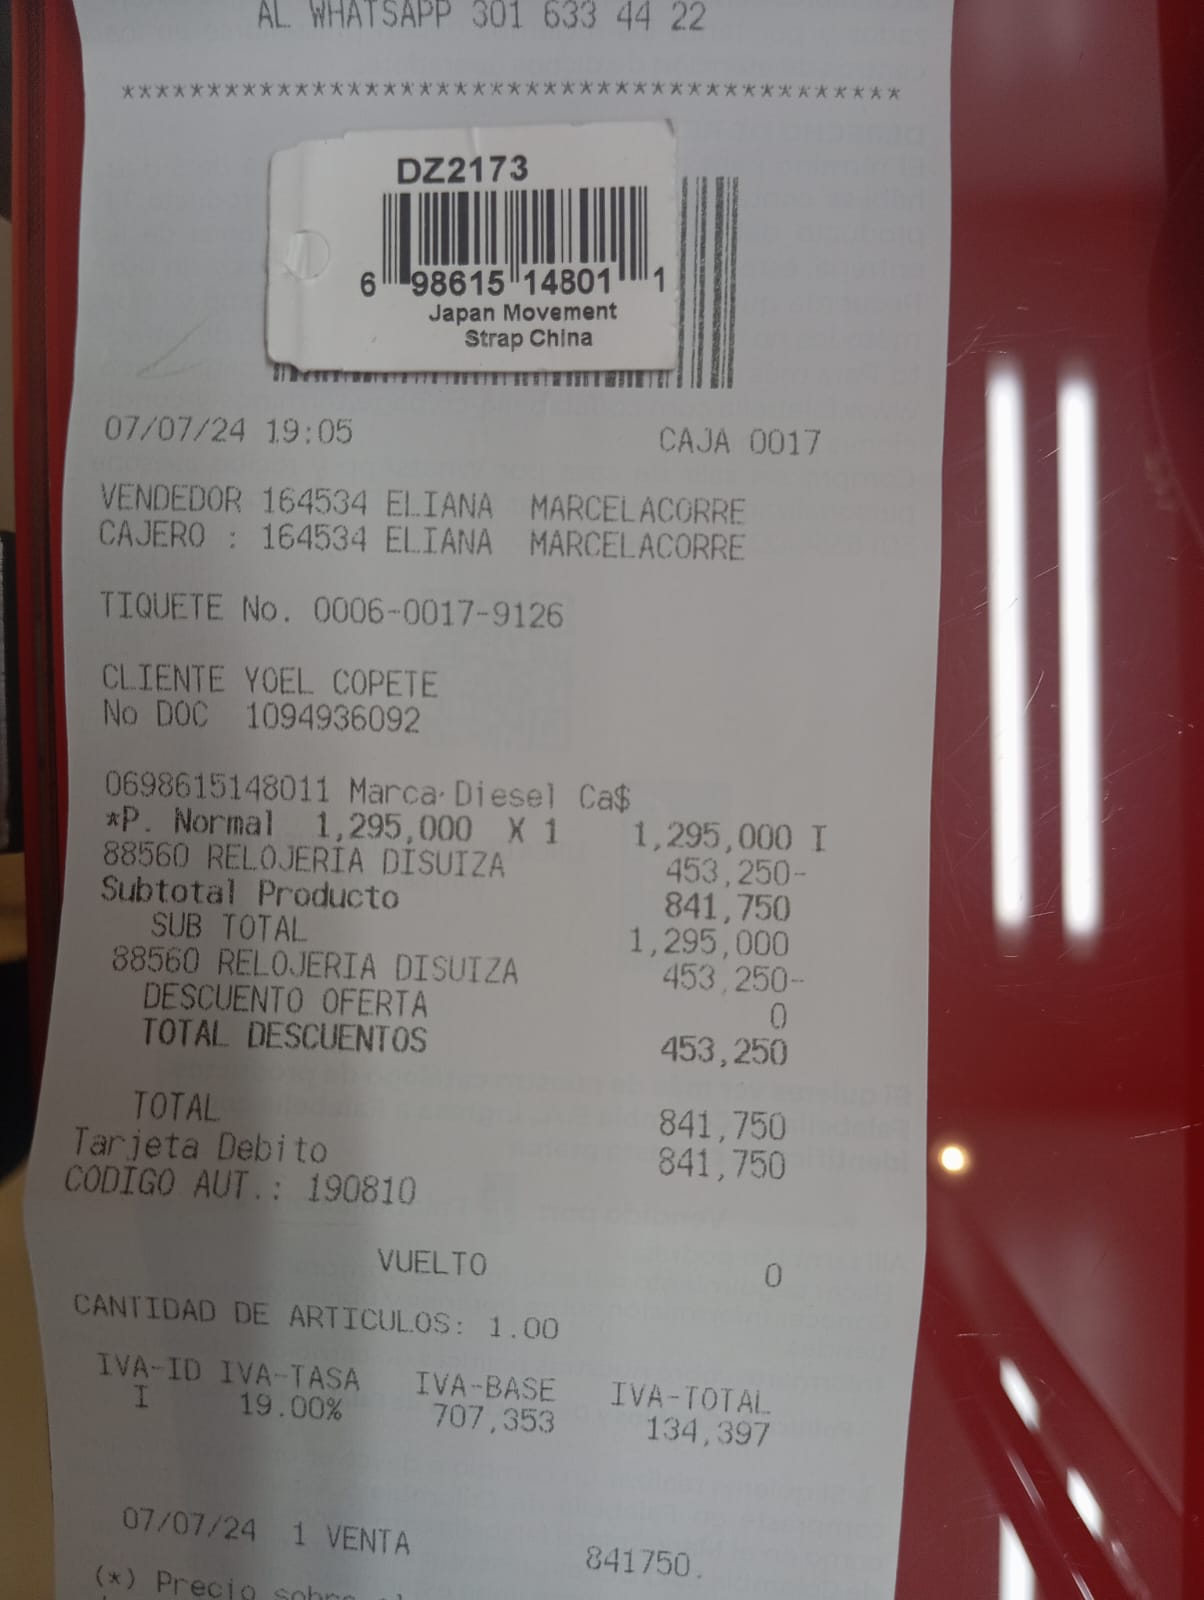 AL WHATSAPP 301 633 44 22
*********************************************
DZ2173
6 98615 14801 1
Japan Movement
Strap China
07/07/24 19:05 CAJA 0017
VENDEDOR 164534 ELIANA MARCELACORRE
CAJERO : 164534 ELIANA MARCELACORRE
TIQUETE No. 0006-0017-9126
CLIENTE YOEL COPETE
No DOC 1094936092
0698615148011 Marca Diesel Ca$
*P. Normal 1,295,000 X 1 1,295,000 I
88560 RELOJERIA DISUIZA 453,250-
Subtotal Producto 841,750
SUB TOTAL 1,295,000
88560 RELOJERIA DISUIZA 453,250-
DESCUENTO OFERTA 0
TOTAL DESCUENTOS 453,250
TOTAL 841,750
Tarjeta Debito 841,750
CODIGO AUT.: 190810
VUELTO 0
CANTIDAD DE ARTICULOS: 1.00
IVA-ID IVA-TASA IVA-BASE IVA-TOTAL
I 19.00% 707,353 134,397
07/07/24 1 VENTA 841750.
(*) Precio sobre